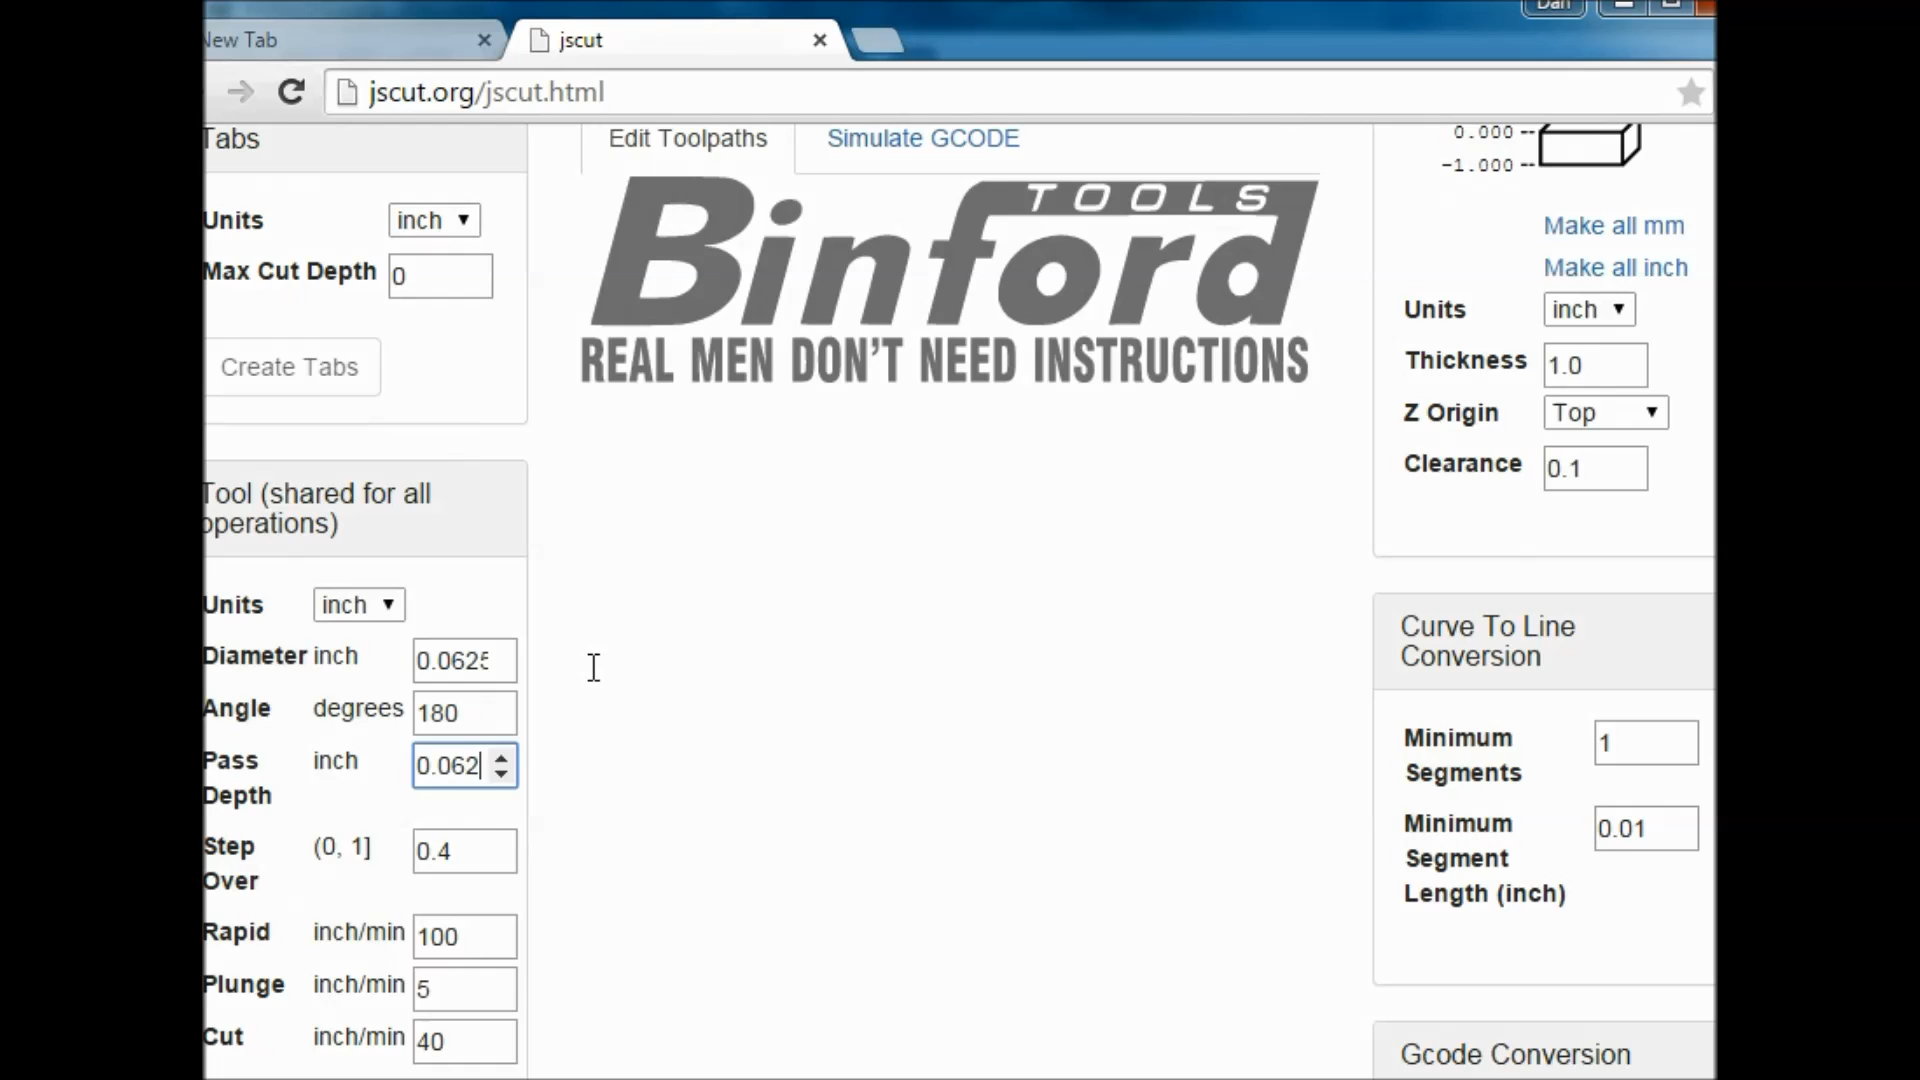 Dan
New Tab
jscut
jscut.org/jscut.html
Tabs
Units inch
Max Cut Depth 0
Create Tabs
Tool (shared for all
operations)
Units inch
Diameter inch 0.0625
Angle degrees 180
Pass
Depth inch 0.062
Step
Over (0, 1] 0.4
Rapid inch/min 100
Plunge inch/min 5
Cut inch/min 40
Edit Toolpaths Simulate GCODE
TOOLS
Binford
REAL MEN DON'T NEED INSTRUCTIONS
0.000
-1.000
Make all mm
Make all inch
Units inch
Thickness 1.0
Z Origin Top
Clearance 0.1
Curve To Line
Conversion
Minimum
Segments 1
Minimum
Segment
Length (inch) 0.01
Gcode Conversion